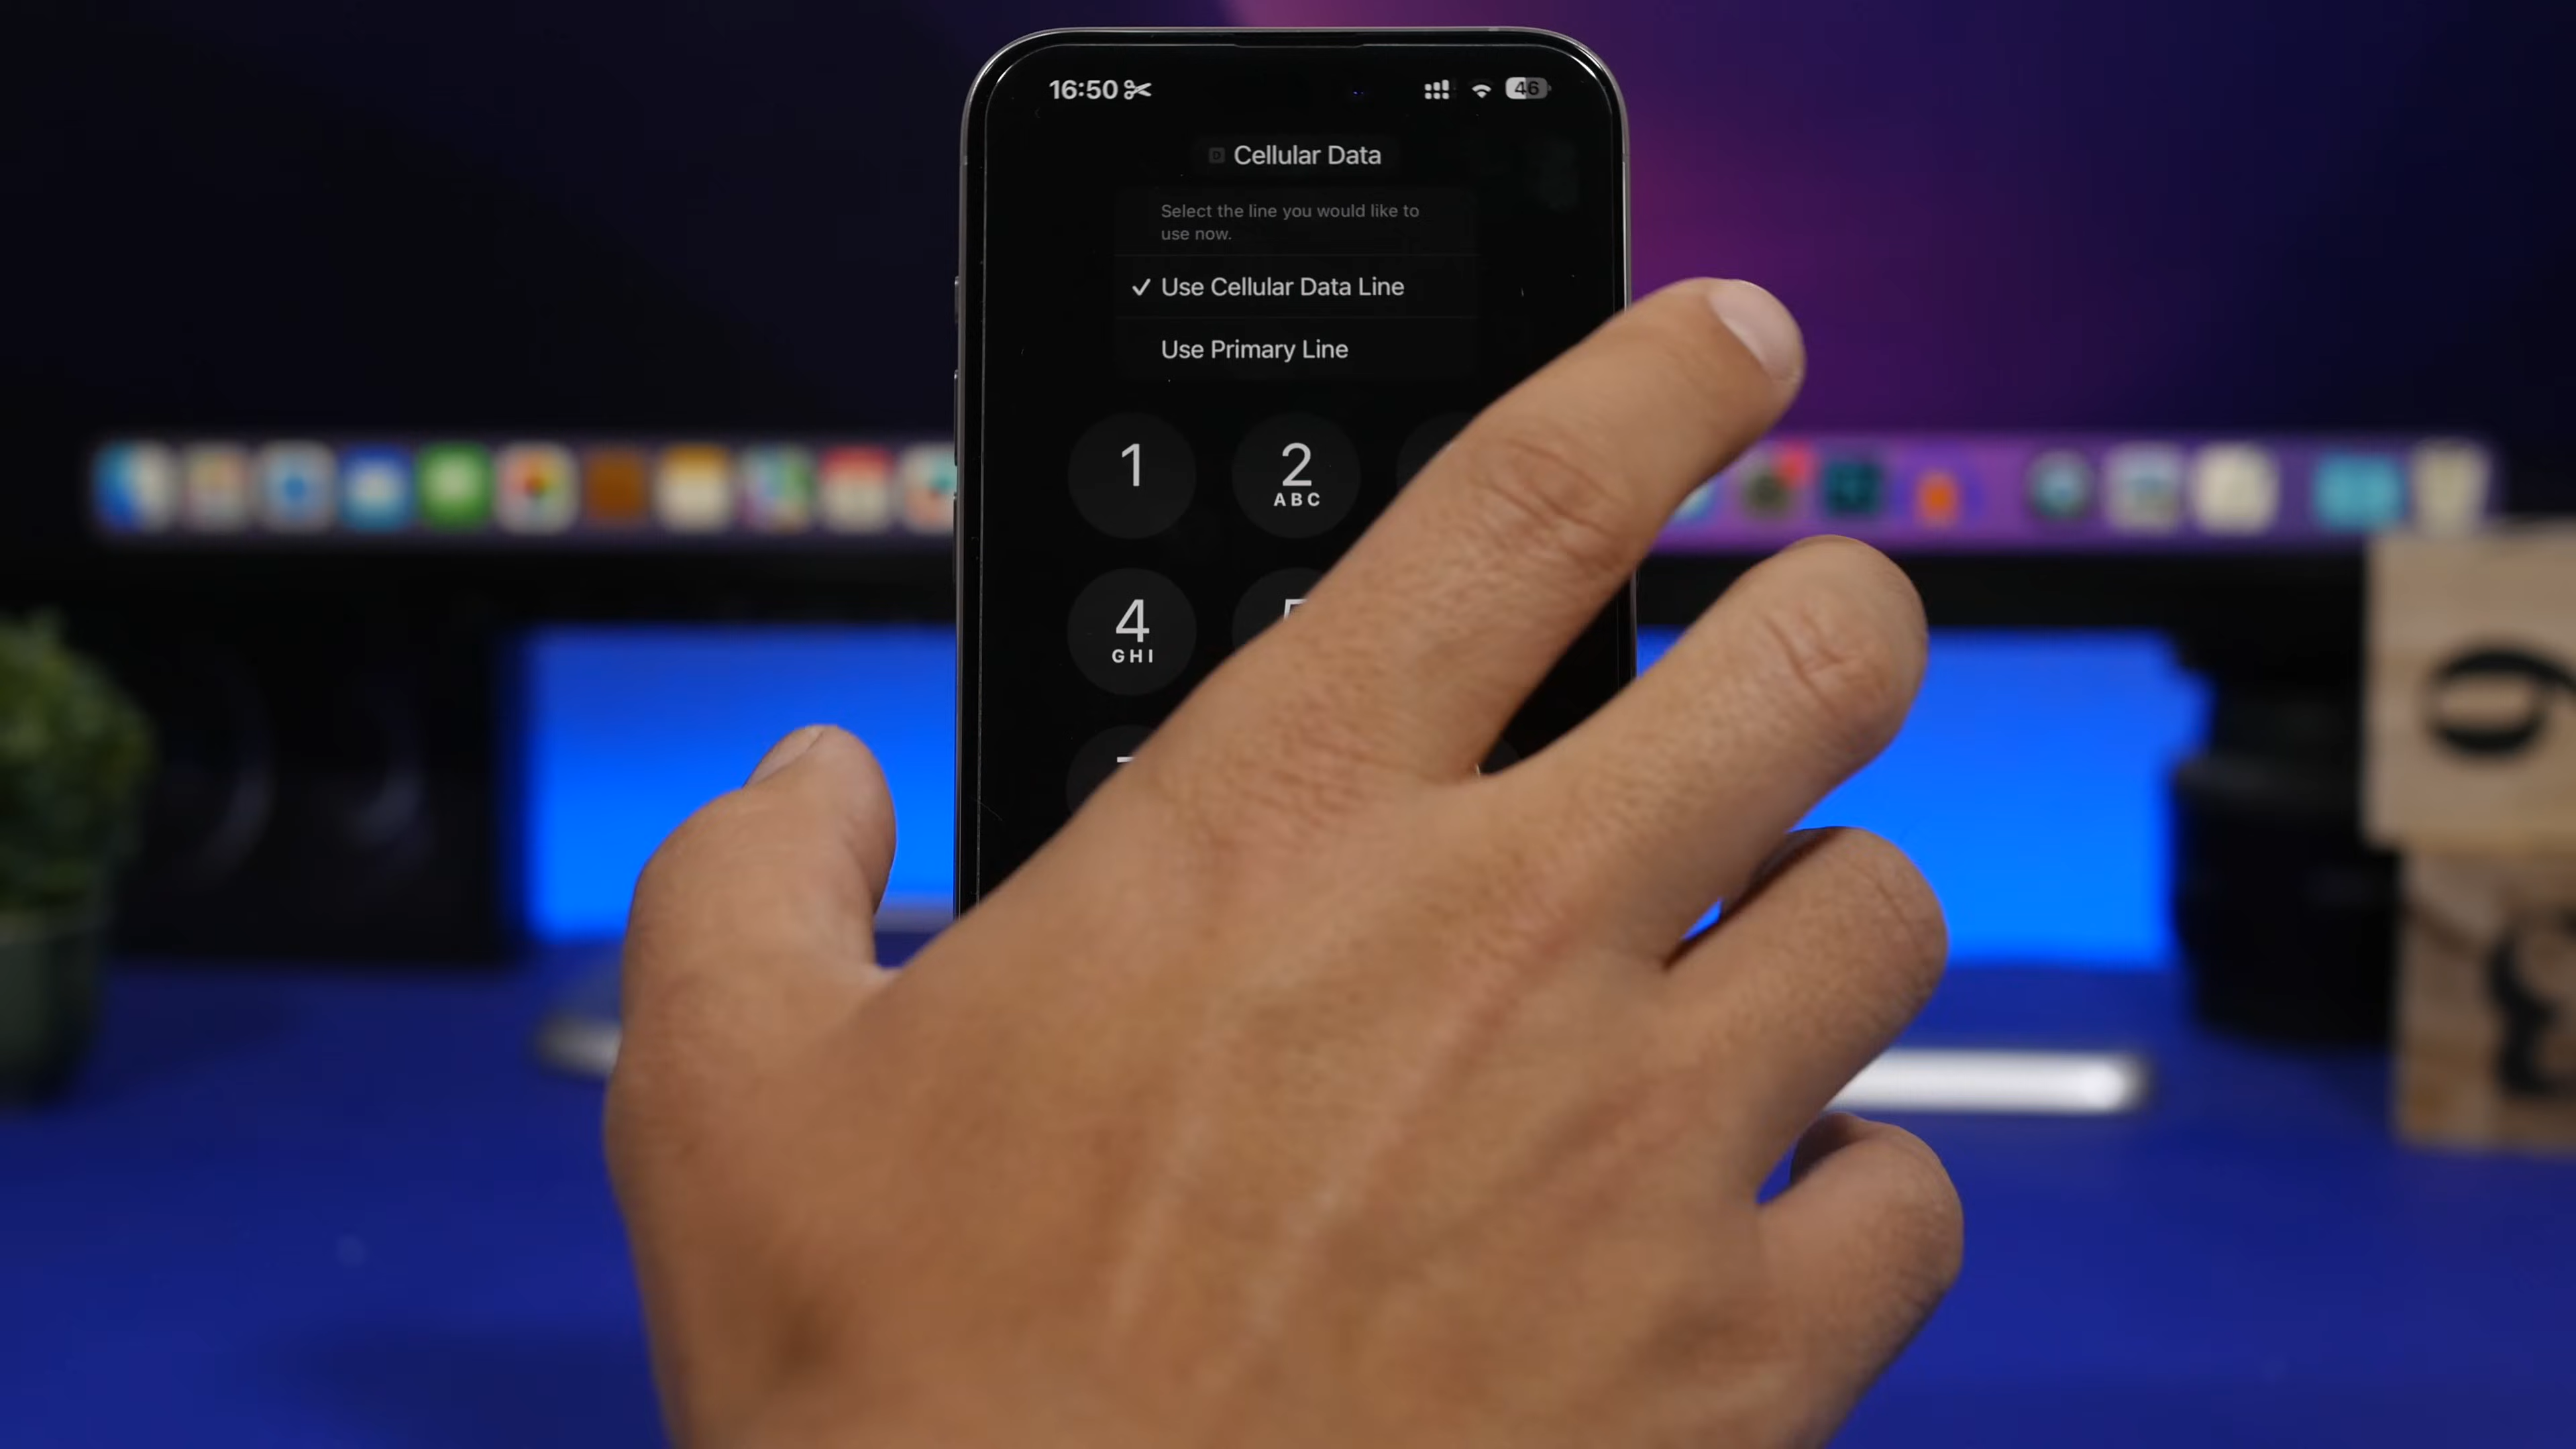 16:50
46
Cellular Data
Select the line you would like to
use now.
Use Cellular Data Line
Use Primary Line
1
2
ABC
4
GHI